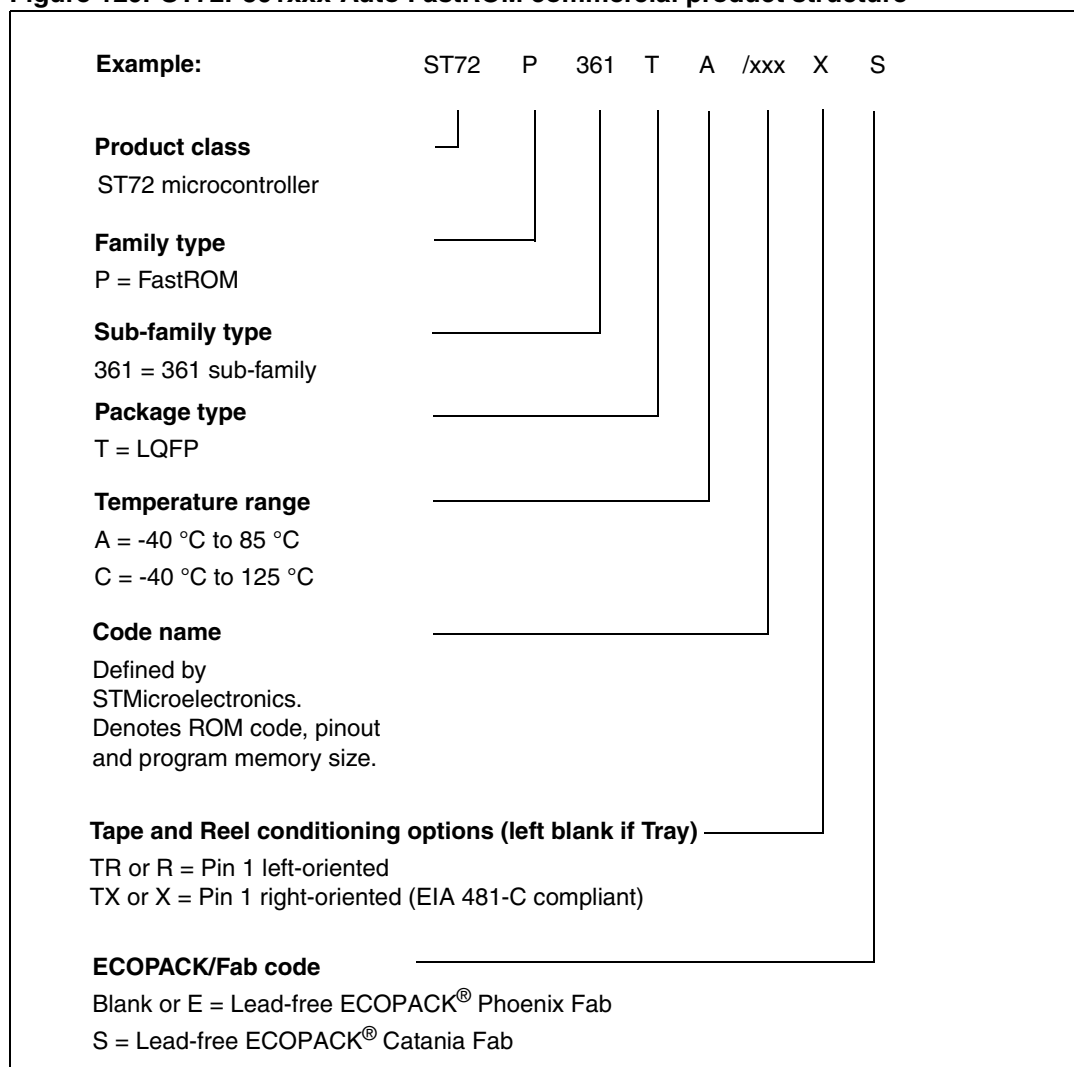 Example: ST72 P 361 T A /xxx X S
Product class
ST72 microcontroller
Family type
P = FastROM
Sub-family type
361 = 361 sub-family
Package type
T = LQFP
Temperature range
A = -40 °C to 85 °C
C = -40 °C to 125 °C
Code name
Defined by
STMicroelectronics.
Denotes ROM code, pinout
and program memory size.
Tape and Reel conditioning options (left blank if Tray)
TR or R = Pin 1 left-oriented
TX or X = Pin 1 right-oriented (EIA 481-C compliant)
ECOPACK/Fab code
Blank or E = Lead-free ECOPACK® Phoenix Fab
S = Lead-free ECOPACK® Catania Fab